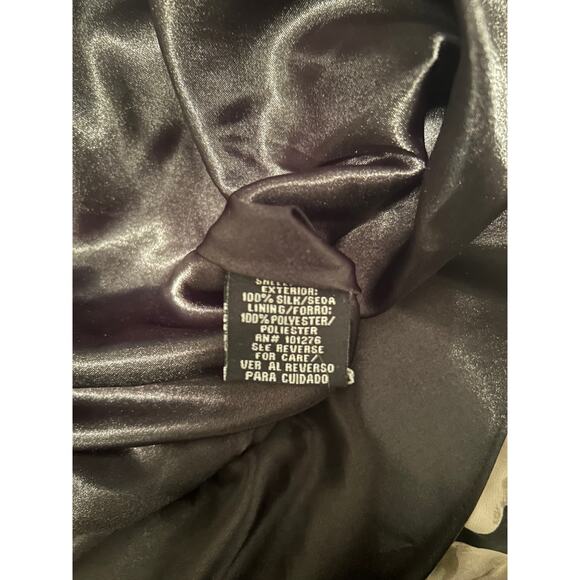 EXTERIOR:
100% SILK/SEDA
LINING/FORRO:
100% POLYESTER/
POLIESTER
RN# 101276
SEE REVERSE
FOR CARE/
VER AL REVERSO
PARA CUIDADO